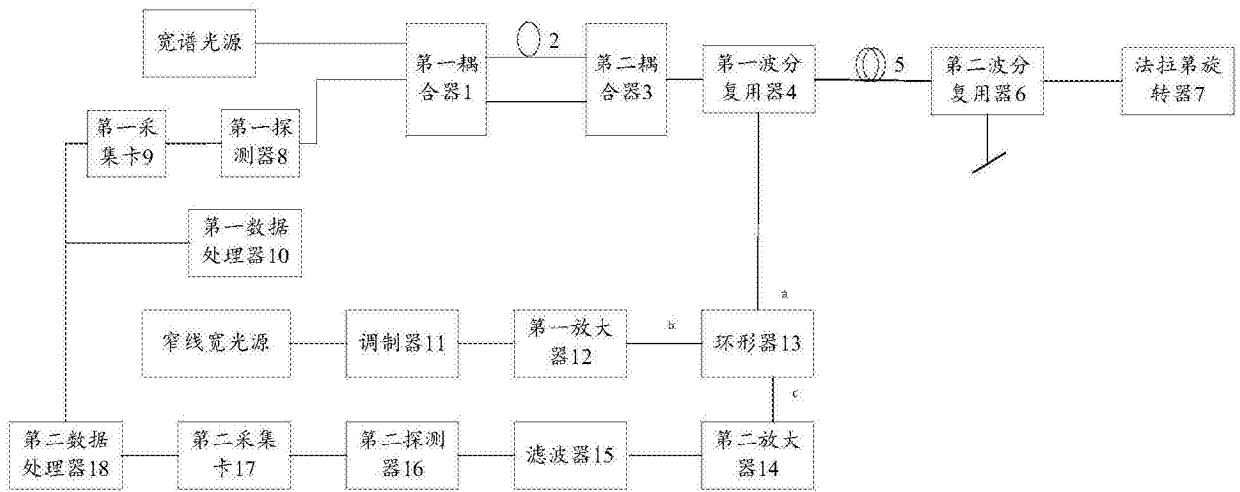 宽谱光源
第一耦
合器1
2
第二耦
合器3
第一波分
复用器4
5
第二波分
复用器6
法拉第旋
转器7
第一采
集卡9
第一探
测器8
第一数据
处理器10
a
窄线宽光源
调制器11
第一放大
器12
b
环形器13
c
第二数据
处理器18
第二采集
卡17
第二探测
器16
滤波器15
第二放大
器14